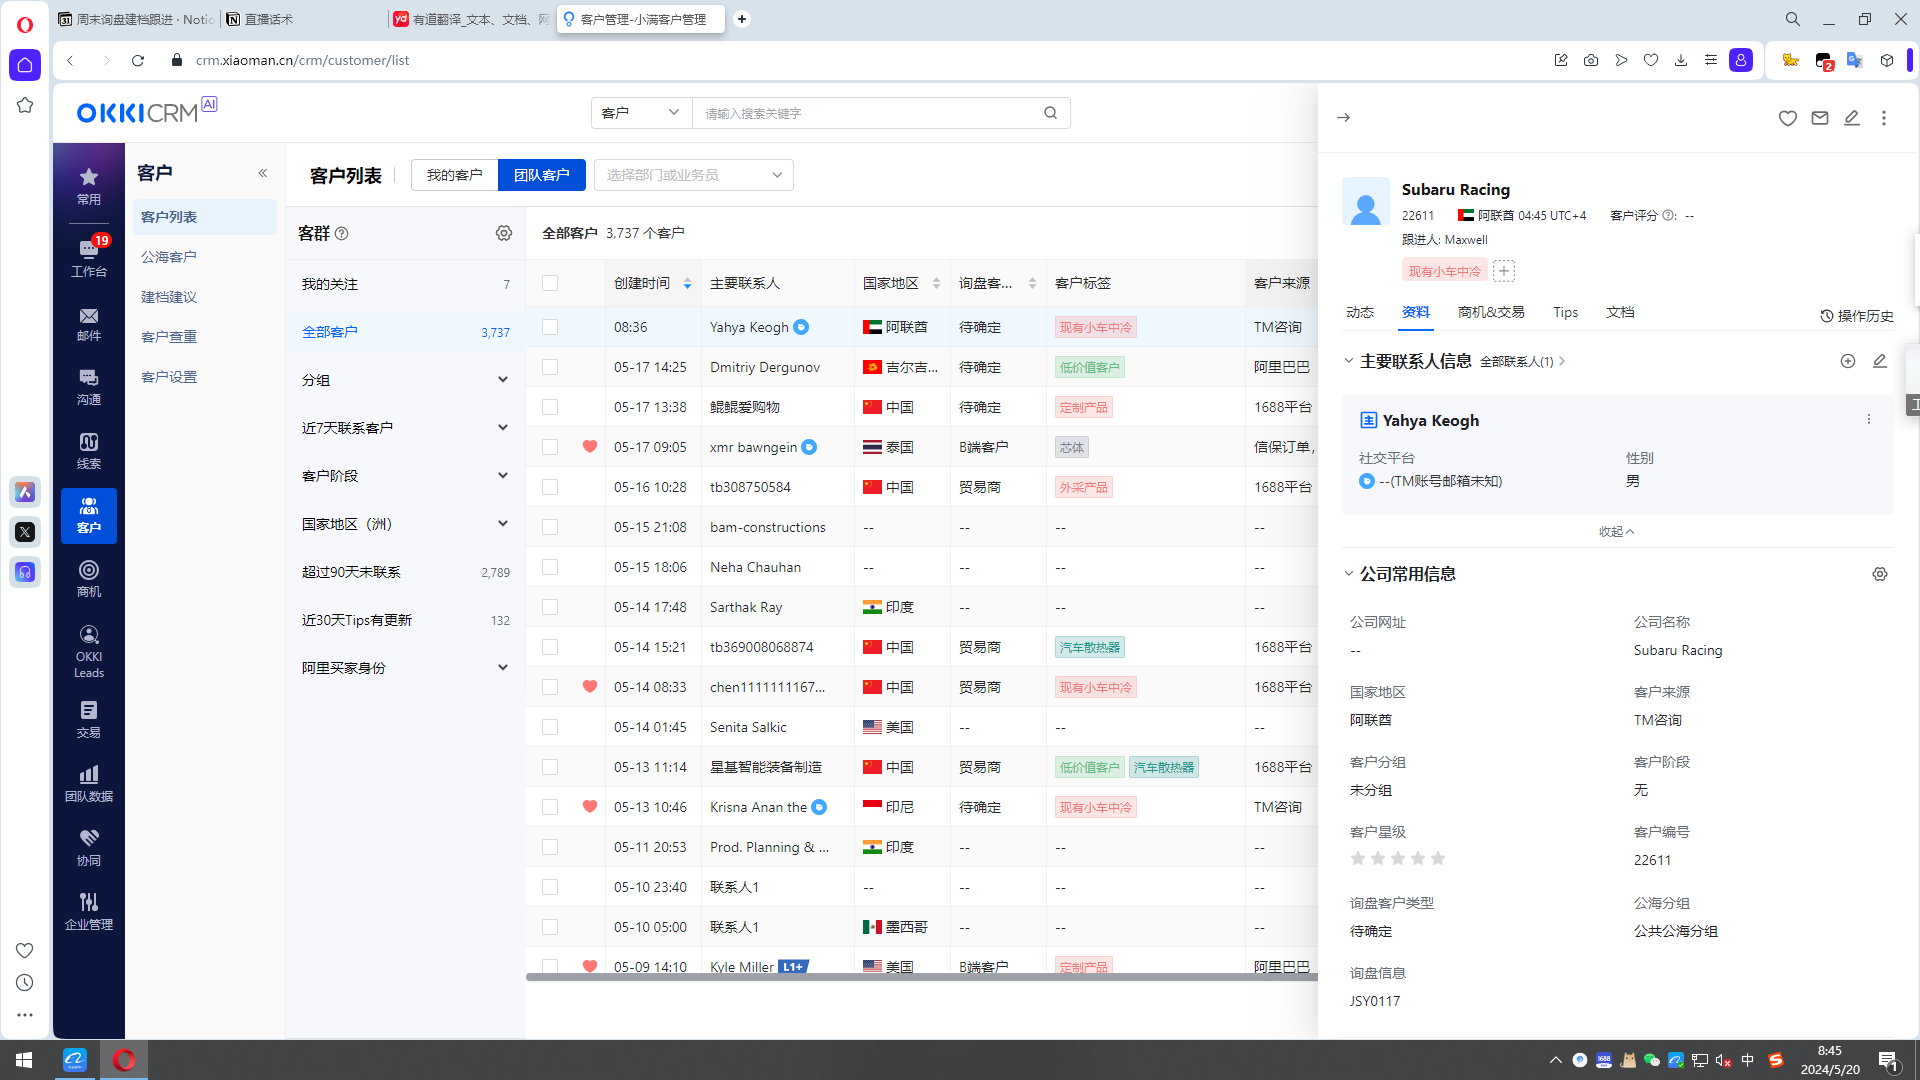 周末询盘建档跟进 · Notio
直播话术
有道翻译_文本、文档、网
客户管理-小满客户管理
crm.xiaoman.cn/crm/customer/list
2
OKKICRM AI
客户
请输入搜索关键字
常用
19
工作台
邮件
沟通
线索
客户
商机
OKKI
Leads
交易
团队数据
协同
企业管理
客户
客户列表
公海客户
建档建议
客户查重
客户设置
客户列表
我的客户
团队客户
选择部门或业务员
客群
我的关注 7
全部客户 3,737
分组
近7天联系客户
客户阶段
国家地区（洲）
超过90天未联系 2,789
近30天Tips有更新 132
阿里买家身份
全部客户 3,737 个客户
创建时间 主要联系人 国家地区 询盘客... 客户标签 客户来源
08:36 Yahya Keogh 阿联酋 待确定 现有小车中冷 TM咨询
05-17 14:25 Dmitriy Dergunov 吉尔吉... 待确定 低价值客户 阿里巴巴
05-17 13:38 鲲鲲爱购物 中国 待确定 定制产品 1688平台
05-17 09:05 xmr bawngein 泰国 B端客户 芯体 信保订单,
05-16 10:28 tb308750584 中国 贸易商 外采产品 1688平台
05-15 21:08 bam-constructions -- -- -- --
05-15 18:06 Neha Chauhan -- -- -- --
05-14 17:48 Sarthak Ray 印度 -- -- --
05-14 15:21 tb369008068874 中国 贸易商 汽车散热器 1688平台
05-14 08:33 chen1111111167... 中国 贸易商 现有小车中冷 1688平台
05-14 01:45 Senita Salkic 美国 -- -- --
05-13 11:14 星基智能装备制造 中国 贸易商 低价值客户 汽车散热器 1688平台
05-13 10:46 Krisna Anan the 印尼 待确定 现有小车中冷 TM咨询
05-11 20:53 Prod. Planning & ... 印度 -- -- --
05-10 23:40 联系人1 -- -- -- --
05-10 05:00 联系人1 墨西哥 -- -- --
05-09 14:10 Kyle Miller L1+ 美国 B端客户 定制产品 阿里巴巴
Subaru Racing
22611 阿联酋 04:45 UTC+4 客户评分 : --
跟进人: Maxwell
现有小车中冷
动态 资料 商机&交易 Tips 文档 操作历史
主要联系人信息 全部联系人(1)
主 Yahya Keogh
社交平台 性别
--(TM账号邮箱未知) 男
收起
公司常用信息
公司网址 公司名称
-- Subaru Racing
国家地区 客户来源
阿联酋 TM咨询
客户分组 客户阶段
未分组 无
客户星级 客户编号
22611
询盘客户类型 公海分组
待确定 公共公海分组
询盘信息
JSY0117
中
8:45
2024/5/20
1